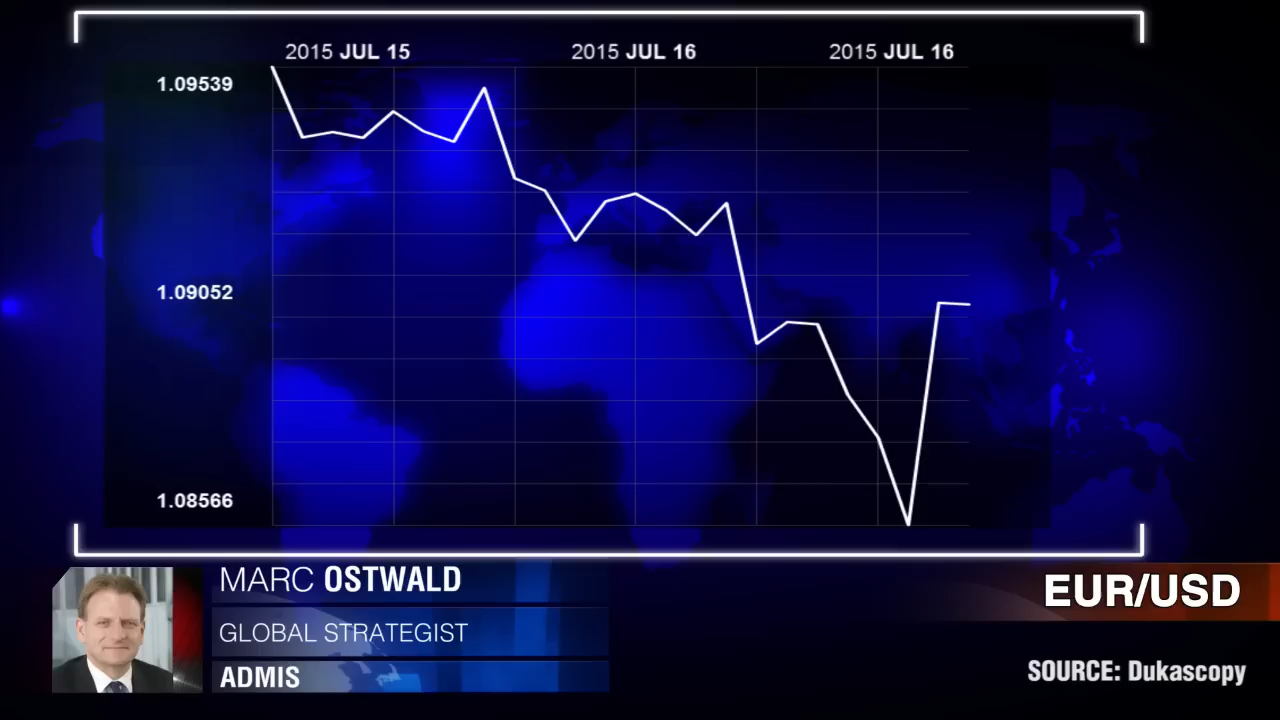 2015 JUL 15 2015 JUL 16 2015 JUL 16
1.09539
1.09052
1.08566
MARC OSTWALD
GLOBAL STRATEGIST
ADMIS
EUR/USD
SOURCE: Dukascopy